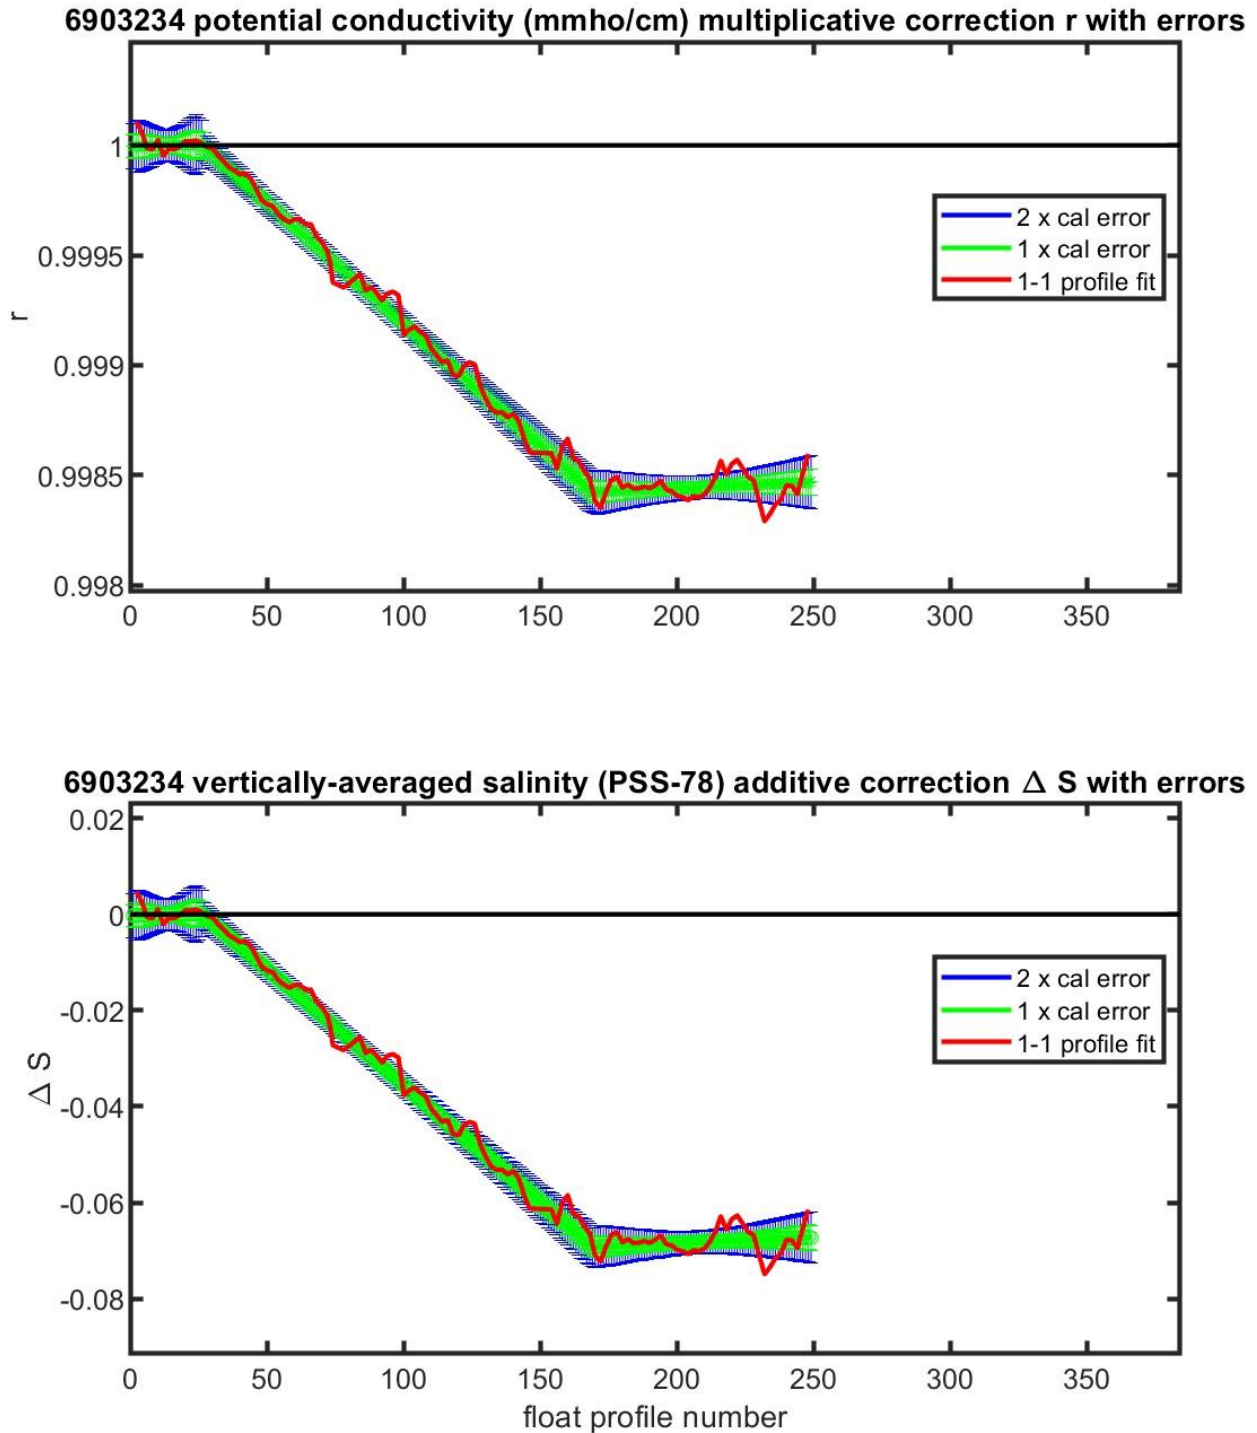 6903234 potential conductivity (mmho/cm) multiplicative correction r with errors
1
0.9995
0.999
0.9985
0.998
r
2 x cal error
1 x cal error
1-1 profile fit
0 50 100 150 200 250 300 350
6903234 vertically-averaged salinity (PSS-78) additive correction Δ S with errors
0.02
0
-0.02
-0.04
-0.06
-0.08
Δ S
2 x cal error
1 x cal error
1-1 profile fit
0 50 100 150 200 250 300 350
float profile number